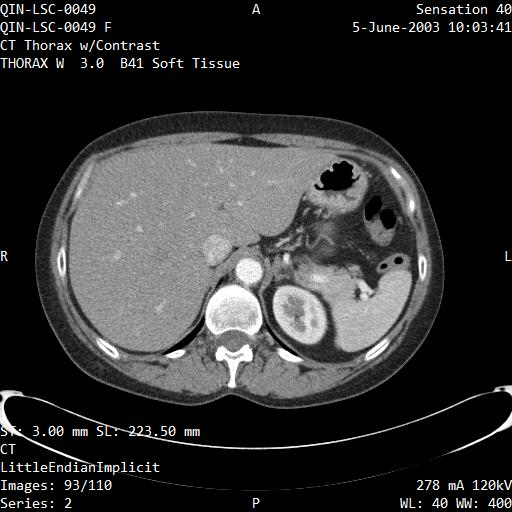 QIN-LSC-0049
A
Sensation 40
QIN-LSC-0049 F
5-June-2003 10:03:41
CT Thorax w/Contrast
THORAX W 3.0 B41 Soft Tissue
R
L
ST: 3.00 mm SL: 223.50 mm
CT
LittleEndianImplicit
Images: 93/110
278 mA 120kV
Series: 2
P
WL: 40 WW: 400